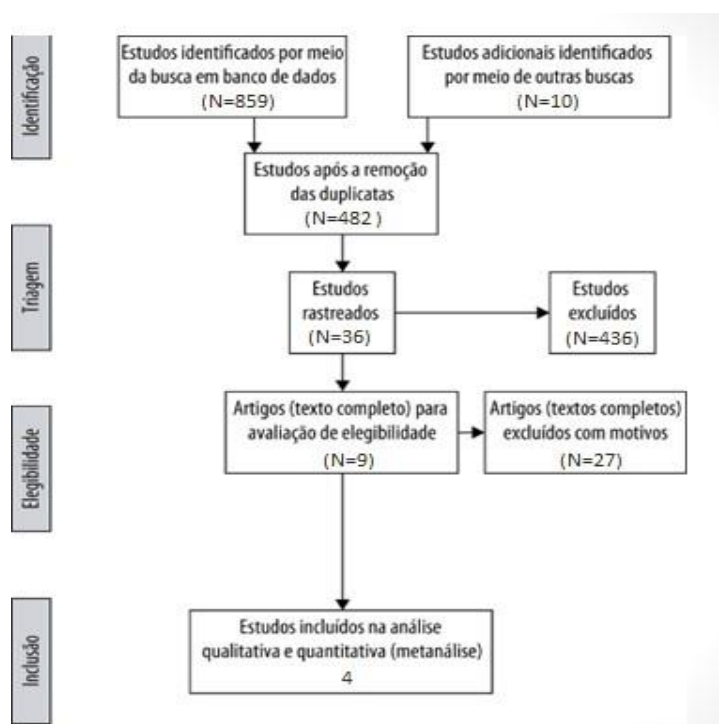 Identificação
Estudos identificados por meio
da busca em banco de dados
(N=859)
Estudos adicionais identificados
por meio de outras buscas
(N=10)
Estudos após a remoção
das duplicatas
(N=482 )
Triagem
Estudos
rastreados
(N=36)
Estudos
excluídos
(N=436)
Elegibilidade
Artigos (texto completo) para
avaliação de elegibilidade
(N=9)
Artigos (textos completos)
excluídos com motivos
(N=27)
Inclusão
Estudos incluídos na análise
qualitativa e quantitativa (metanálise)
4